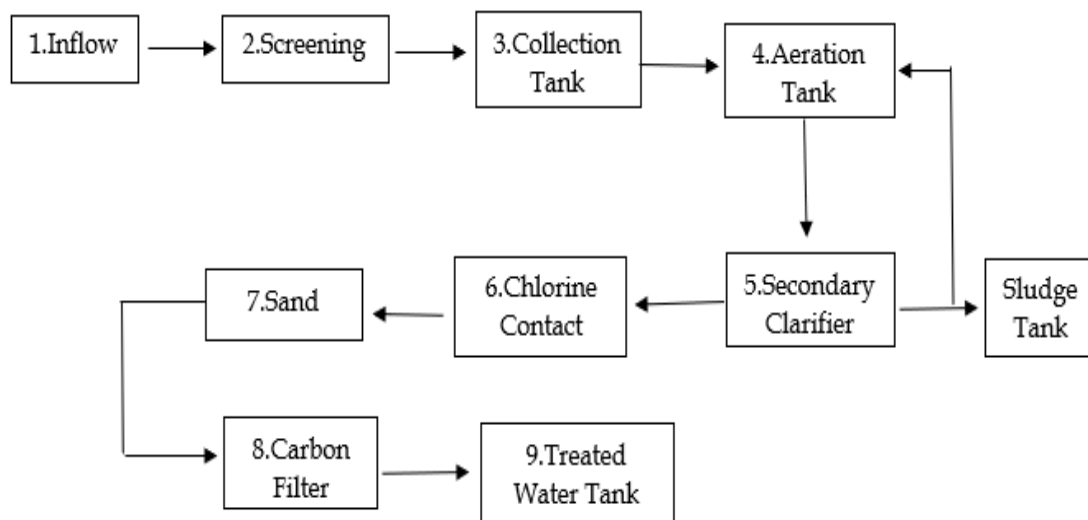 1.Inflow
2.Screening
3.Collection
Tank
4.Aeration
Tank
5.Secondary
Clarifier
Sludge
Tank
6.Chlorine
Contact
7.Sand
8.Carbon
Filter
9.Treated
Water Tank